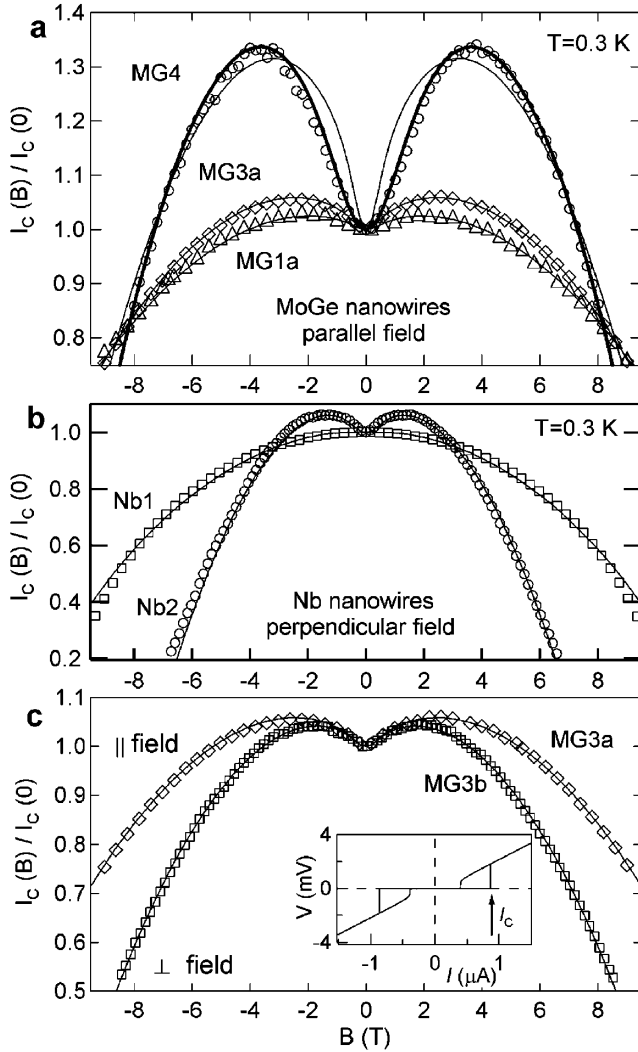 a
T=0.3 K
MG4
MG3a
MG1a
MoGe nanowires
parallel field
I_C (B) / I_C (0)
1.4
1.3
1.2
1.1
1.0
0.9
0.8
-8 -6 -4 -2 0 2 4 6 8
b
T=0.3 K
Nb1
Nb2
Nb nanowires
perpendicular field
I_C (B) / I_C (0)
1.0
0.8
0.6
0.4
0.2
-8 -6 -4 -2 0 2 4 6 8
c
|| field
MG3a
MG3b
⊥ field
I_C (B) / I_C (0)
1.1
1.0
0.9
0.8
0.7
0.6
0.5
V (mV)
4
0
-4
I_C
-1 0 1
I (μA)
-8 -4 0 4 8
B (T)